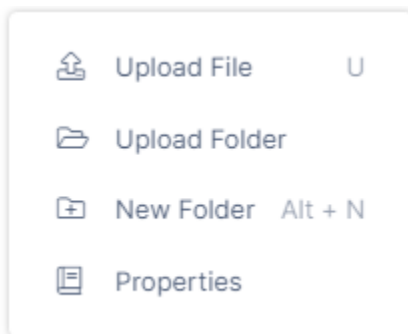 Upload File U
Upload Folder
New Folder Alt + N
Properties